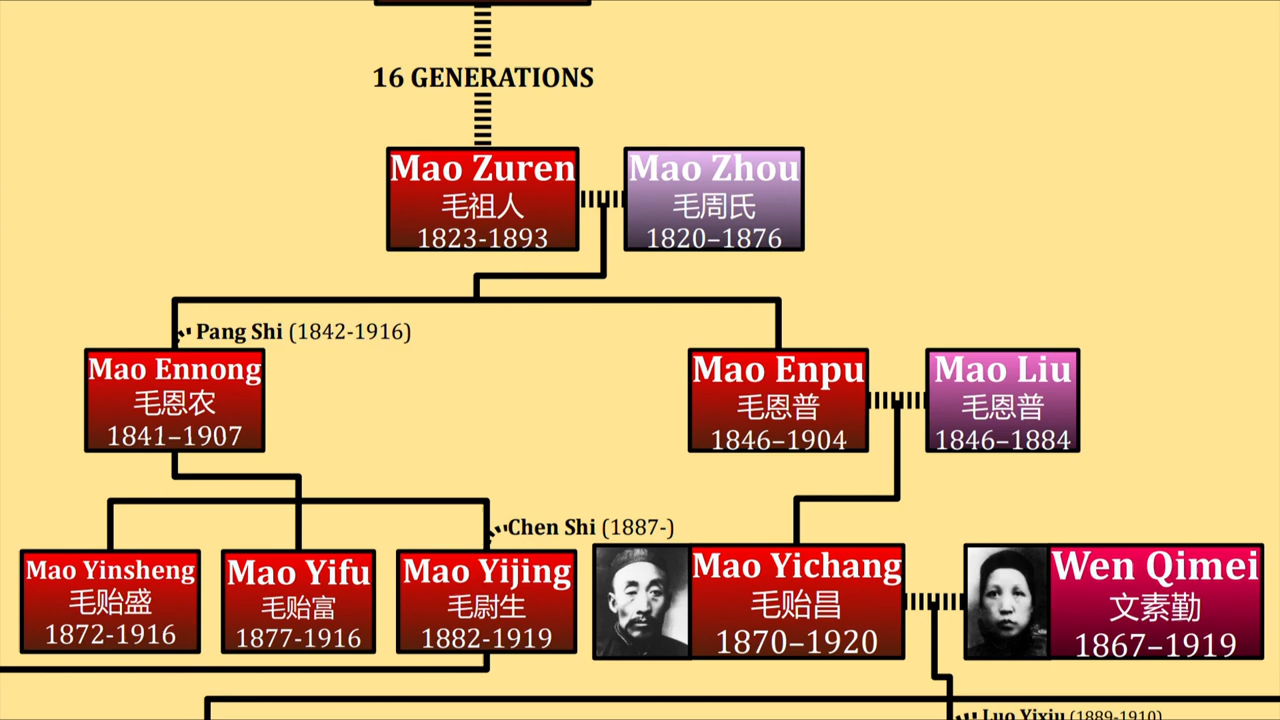 16 GENERATIONS
Mao Zuren
毛祖人
1823-1893
Mao Zhou
毛周氏
1820–1876
Pang Shi (1842-1916)
Mao Ennong
毛恩农
1841–1907
Mao Enpu
毛恩普
1846–1904
Mao Liu
毛恩普
1846–1884
Chen Shi (1887-)
Mao Yinsheng
毛贻盛
1872-1916
Mao Yifu
毛贻富
1877-1916
Mao Yijing
毛尉生
1882-1919
Mao Yichang
毛贻昌
1870–1920
Wen Qimei
文素勤
1867–1919
Luo Yixiu (1889-1910)